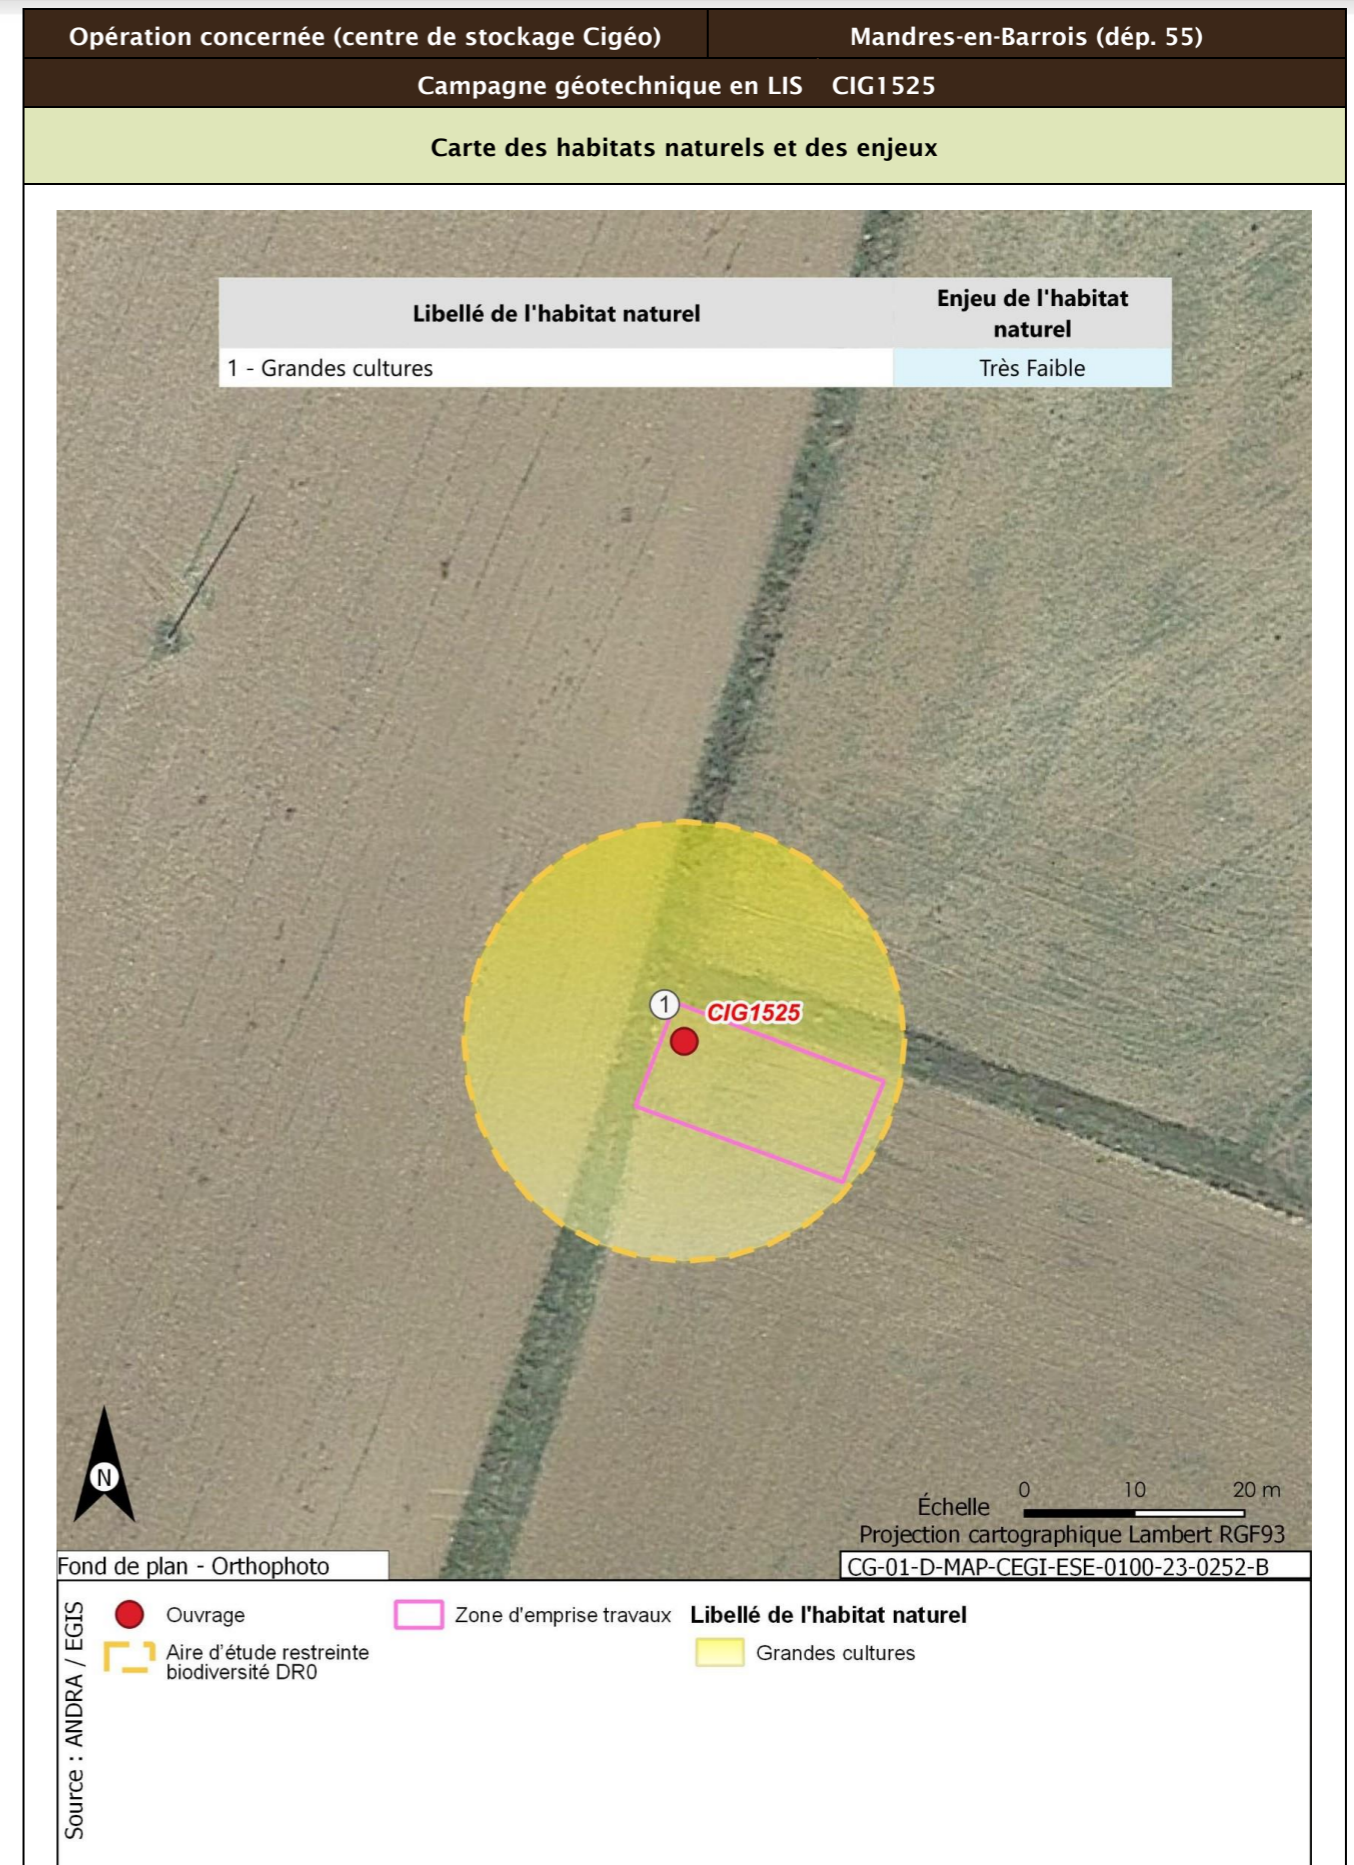 Opération concernée (centre de stockage Cigéo) Mandres-en-Barrois (dép. 55)
Campagne géotechnique en LIS CIG1525
Carte des habitats naturels et des enjeux
Libellé de l'habitat naturel
Enjeu de l'habitat
naturel
1 - Grandes cultures Très Faible
1
CIG1525
N
0 10 20 m
Échelle
Projection cartographique Lambert RGF93
Fond de plan - Orthophoto
CG-01-D-MAP-CEGI-ESE-0100-23-0252-B
Source : ANDRA / EGIS
Ouvrage
Aire d'étude restreinte
biodiversité DR0
Zone d'emprise travaux
Libellé de l'habitat naturel
Grandes cultures